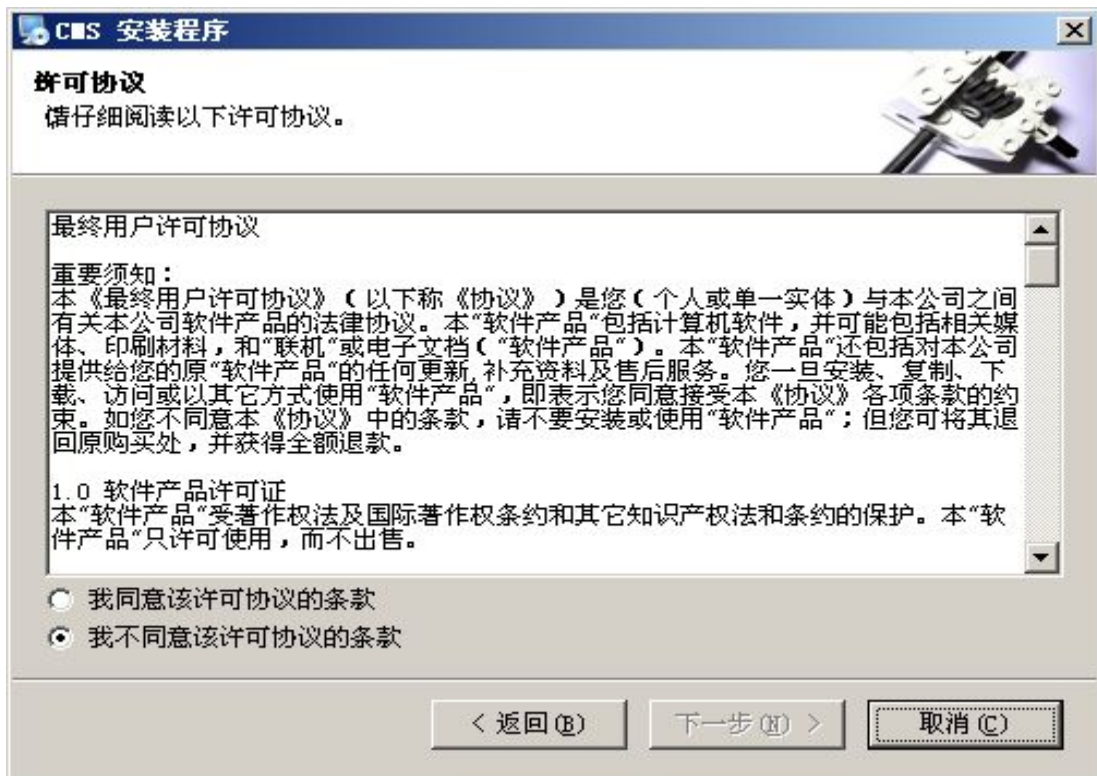 CMS 安装程序
许可协议
请仔细阅读以下许可协议。
最终用户许可协议
重要须知：
本《最终用户许可协议》（以下称《协议》）是您（个人或单一实体）与本公司之间
有关本公司软件产品的法律协议。本“软件产品”包括计算机软件，并可能包括相关媒
体、印刷材料，和“联机”或电子文档（“软件产品”）。本“软件产品”还包括对本公司
提供给您的原“软件产品”的任何更新,补充资料及售后服务。您一旦安装、复制、下
载、访问或以其它方式使用“软件产品”，即表示您同意接受本《协议》各项条款的约
束。如您不同意本《协议》中的条款，请不要安装或使用“软件产品”；但您可将其退
回原购买处，并获得全额退款。
1.0 软件产品许可证
本“软件产品”受著作权法及国际著作权条约和其它知识产权法和条约的保护。本“软
件产品”只许可使用，而不出售。
我同意该许可协议的条款
我不同意该许可协议的条款
< 返回(B)
下一步(N) >
取消(C)